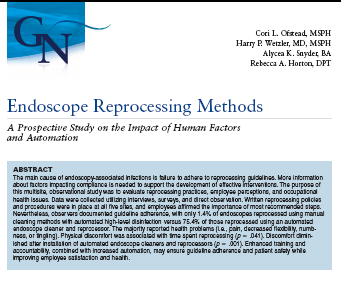 GN
Cori L. Ofstead, MSPH
Harry P. Wetzler, MD, MSPH
Alycea K. Snyder, BA
Rebecca A. Horton, DPT
Endoscope Reprocessing Methods
A Prospective Study on the Impact of Human Factors
and Automation
ABSTRACT
The main cause of endoscopy-associated infections is failure to adhere to reprocessing guidelines. More information
about factors impacting compliance is needed to support the development of effective interventions. The purpose of
this multisite, observational study was to evaluate reprocessing practices, employee perceptions, and occupational
health issues. Data were collected utilizing interviews, surveys, and direct observation. Written reprocessing policies
and procedures were in place at all five sites, and employees affirmed the importance of most recommended steps.
Nevertheless, observers documented guideline adherence, with only 1.4% of endoscopes reprocessed using manual
cleaning methods with automated high-level disinfection versus 75.4% of those reprocessed using an automated
endoscope cleaner and reprocessor. The majority reported health problems (i.e., pain, decreased flexibility, numb-
ness, or tingling). Physical discomfort was associated with time spent reprocessing (p = .041). Discomfort dimin-
ished after installation of automated endoscope cleaners and reprocessors (p = .001). Enhanced training and
accountability, combined with increased automation, may ensure guideline adherence and patient safety while
improving employee satisfaction and health.